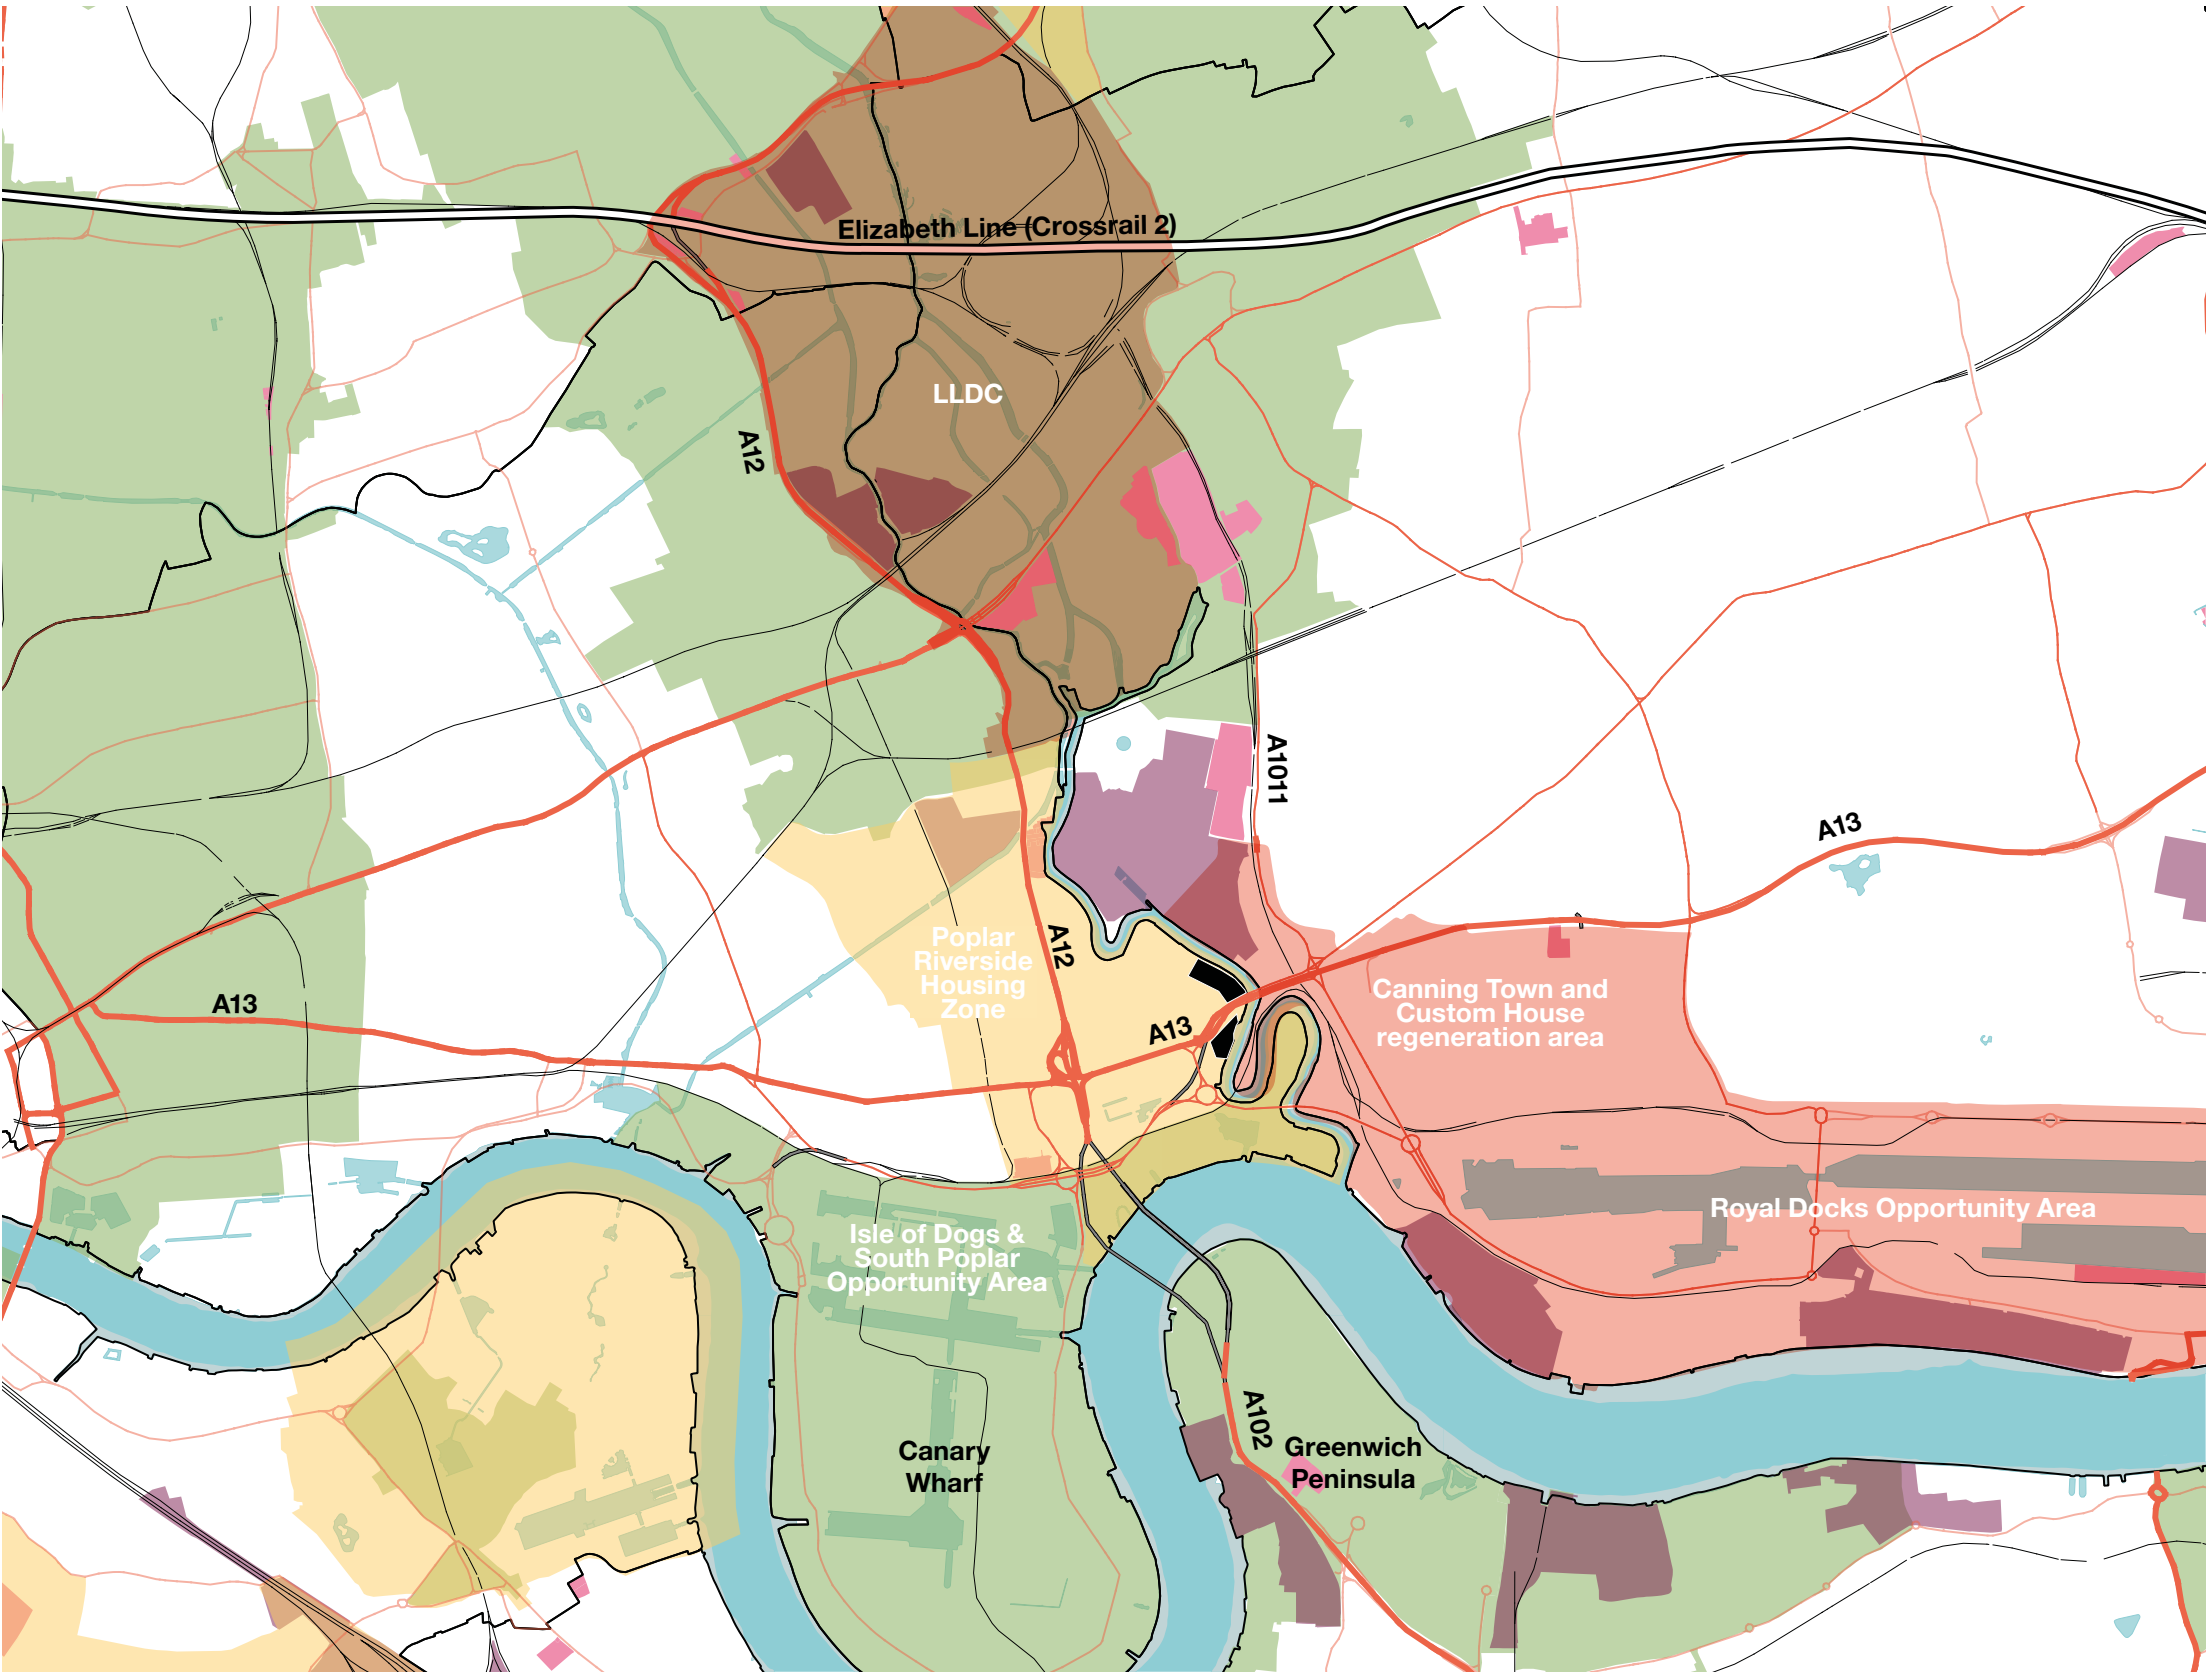 Elizabeth Line (Crossrail 2)
LLDC
A12
A1011
A13
Poplar
Riverside
Housing
Zone
A12
Canning Town and
Custom House
regeneration area
A13
A13
Royal Docks Opportunity Area
Isle of Dogs &
South Poplar
Opportunity Area
A102
Canary
Wharf
Greenwich
Peninsula